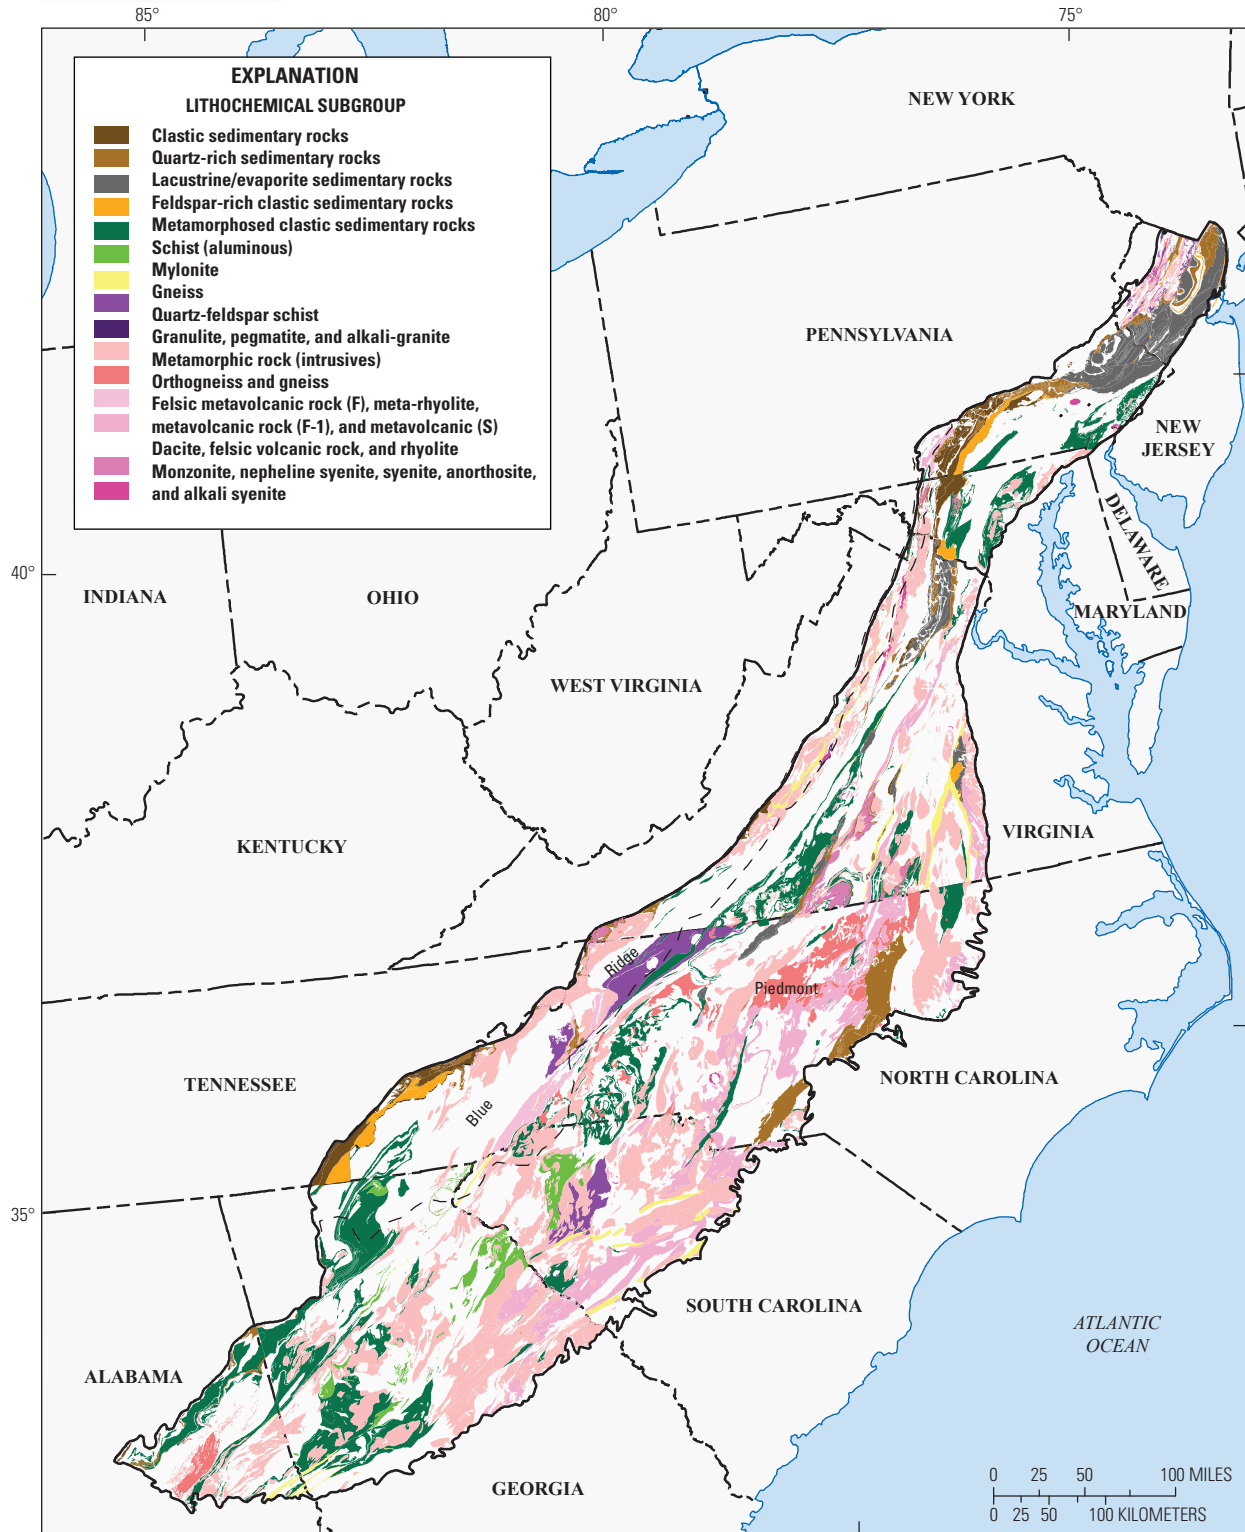 85°
80°
75°
EXPLANATION
LITHOCHEMICAL SUBGROUP
Clastic sedimentary rocks
Quartz-rich sedimentary rocks
Lacustrine/evaporite sedimentary rocks
Feldspar-rich clastic sedimentary rocks
Metamorphosed clastic sedimentary rocks
Schist (aluminous)
Mylonite
Gneiss
Quartz-feldspar schist
Granulite, pegmatite, and alkali-granite
Metamorphic rock (intrusives)
Orthogneiss and gneiss
Felsic metavolcanic rock (F), meta-rhyolite,
metavolcanic rock (F-1), and metavolcanic (S)
Dacite, felsic volcanic rock, and rhyolite
Monzonite, nepheline syenite, syenite, anorthosite,
and alkali syenite
NEW YORK
PENNSYLVANIA
NEW
JERSEY
DELAWARE
MARYLAND
40°
INDIANA
OHIO
WEST VIRGINIA
KENTUCKY
VIRGINIA
Ridge
Piedmont
TENNESSEE
Blue
NORTH CAROLINA
35°
SOUTH CAROLINA
ATLANTIC
OCEAN
ALABAMA
GEORGIA
0 25 50 100 MILES
0 25 50 100 KILOMETERS